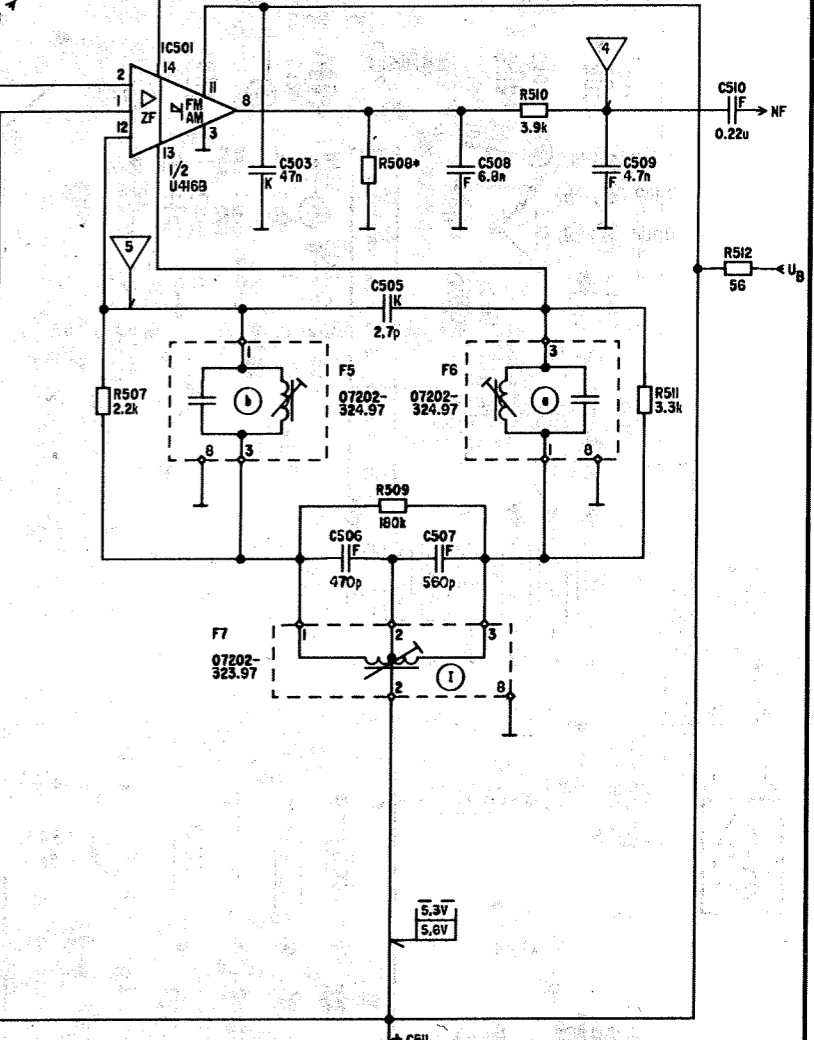 IC501
14
2
1
12
ZF
FM
AM
11
8
3
13
1/2
U416B
C503
47n
K
R508*
C508
6.8n
F
R510
3.9k
4
C509
4.7n
F
C510
F
0.22u
NF
R512
56
U_B
5
C505
K
2,7p
1
F5
07202-
324.97
b
8
3
R507
2.2k
3
F6
07202-
324.97
a
1
8
R511
3.3k
R509
180k
C506
F
470p
C507
F
560p
F7
07202-
323.97
1
2
3
I
2
8
5.3V
5,6V
+ C511